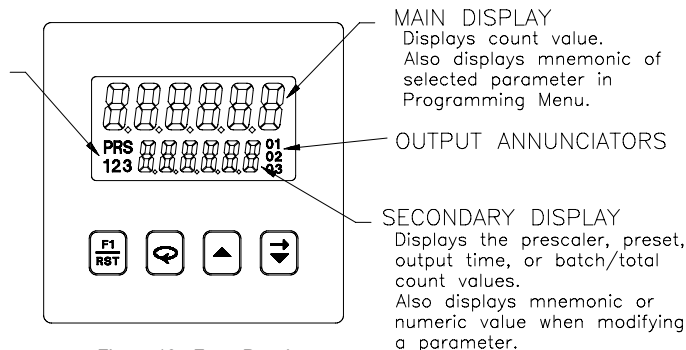 MAIN DISPLAY
Displays count value.
Also displays mnemonic of
selected parameter in
Programming Menu.
PRS
123
01
02
03
OUTPUT ANNUNCIATORS
SECONDARY DISPLAY
Displays the prescaler, preset,
output time, or batch/total
count values.
Also displays mnemonic or
numeric value when modifying
a parameter.
F1
RST